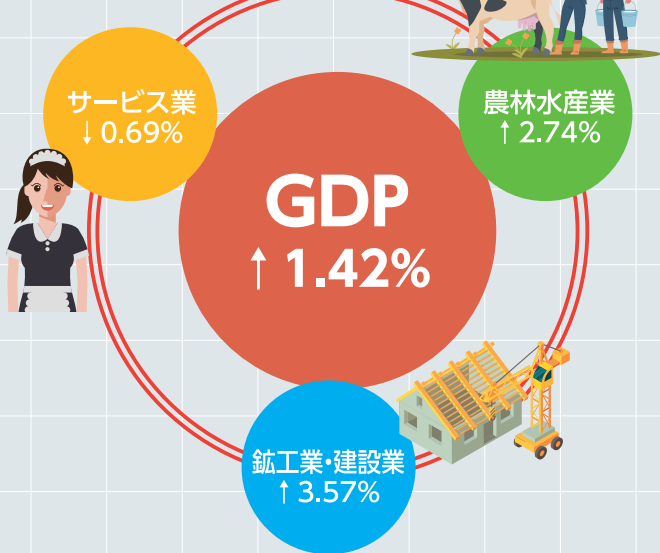 サービス業
↓ 0.69%
農林水産業
↑ 2.74%
GDP
↑ 1.42%
鉱工業・建設業
↑ 3.57%